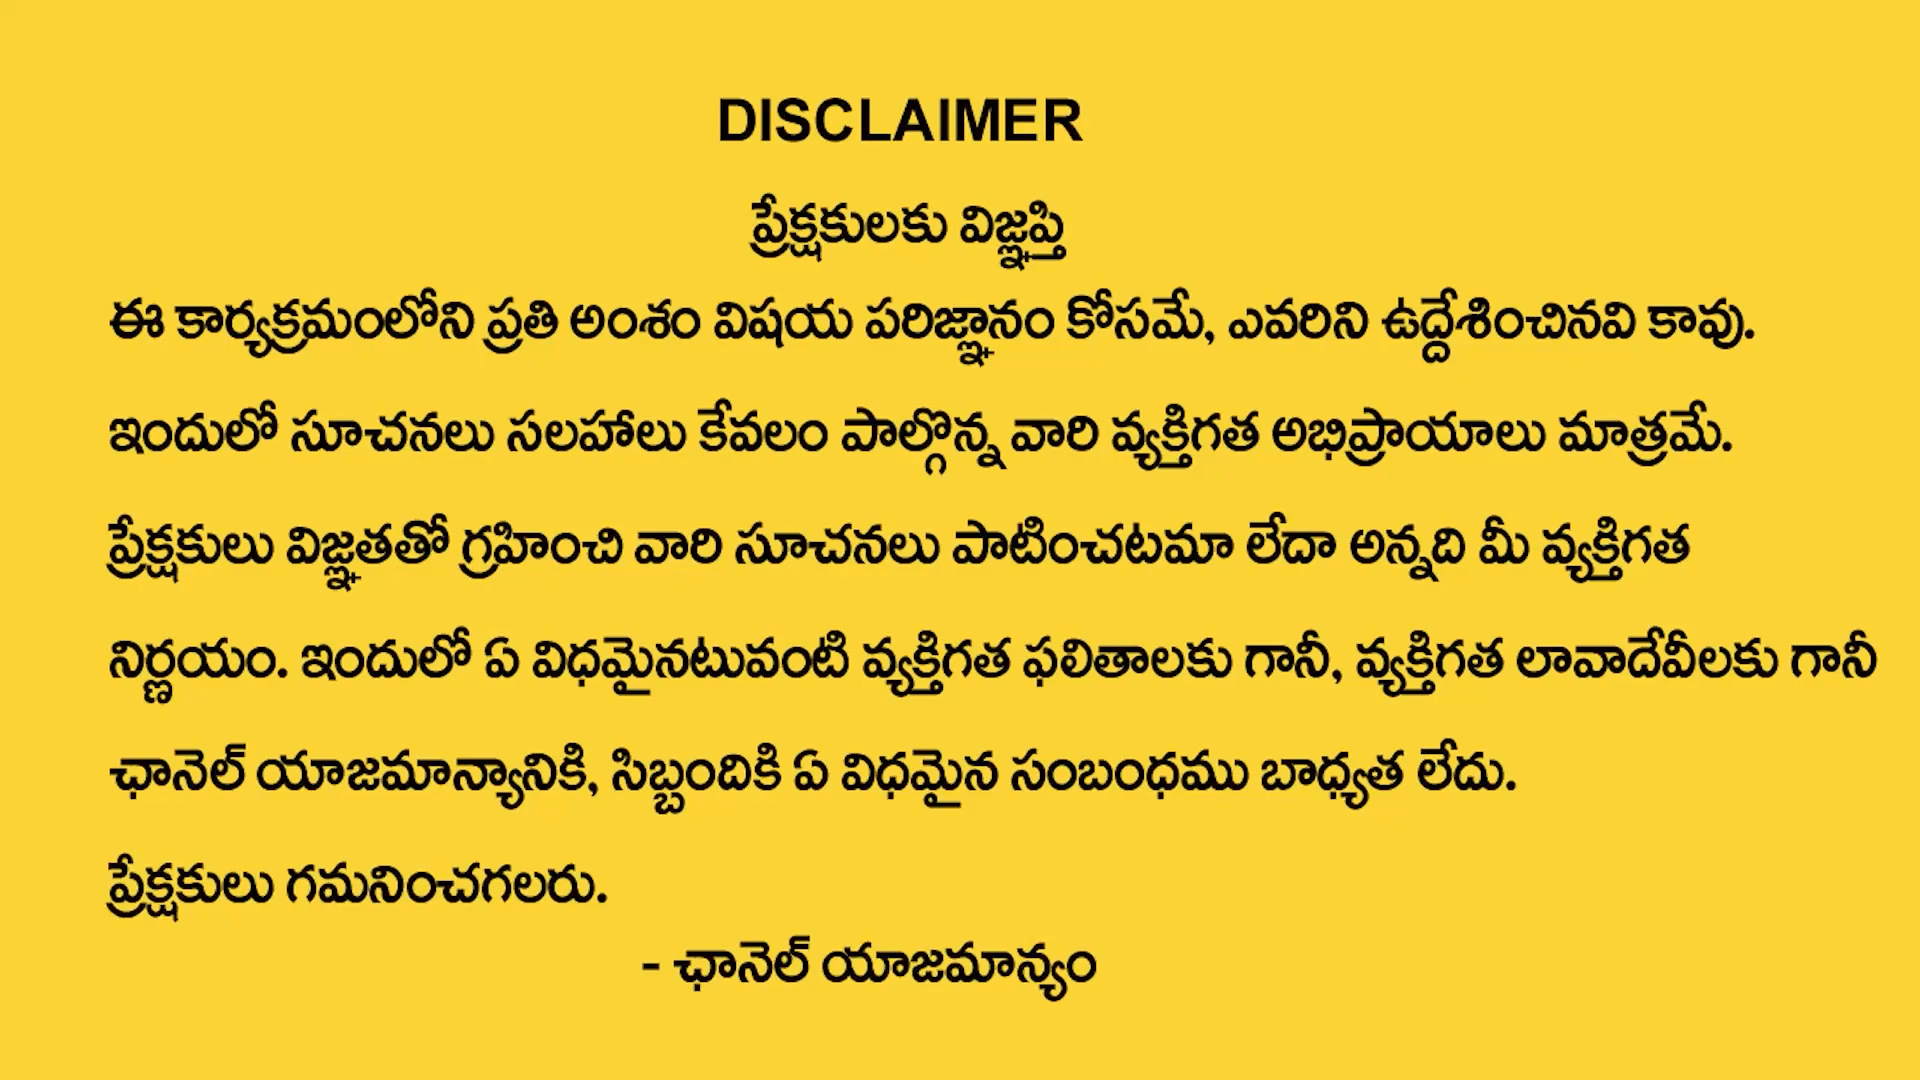 DISCLAIMER
ప్రేక్షకులకు విజ్ఞప్తి
ఈ కార్యక్రమంలోని ప్రతి అంశం విషయ పరిజ్ఞానం కోసమే, ఎవరిని ఉద్దేశించినవి కావు.
ఇందులో సూచనలు సలహాలు కేవలం పాల్గొన్న వారి వ్యక్తిగత అభిప్రాయాలు మాత్రమే.
ప్రేక్షకులు విజ్ఞతతో గ్రహించి వారి సూచనలు పాటించటమా లేదా అన్నది మీ వ్యక్తిగత
నిర్ణయం. ఇందులో ఏ విధమైనటువంటి వ్యక్తిగత ఫలితాలకు గానీ, వ్యక్తిగత లావాదేవీలకు గానీ
ఛానెల్ యాజమాన్యానికి, సిబ్బందికి ఏ విధమైన సంబంధము బాధ్యత లేదు.
ప్రేక్షకులు గమనించగలరు.
- ఛానెల్ యాజమాన్యం